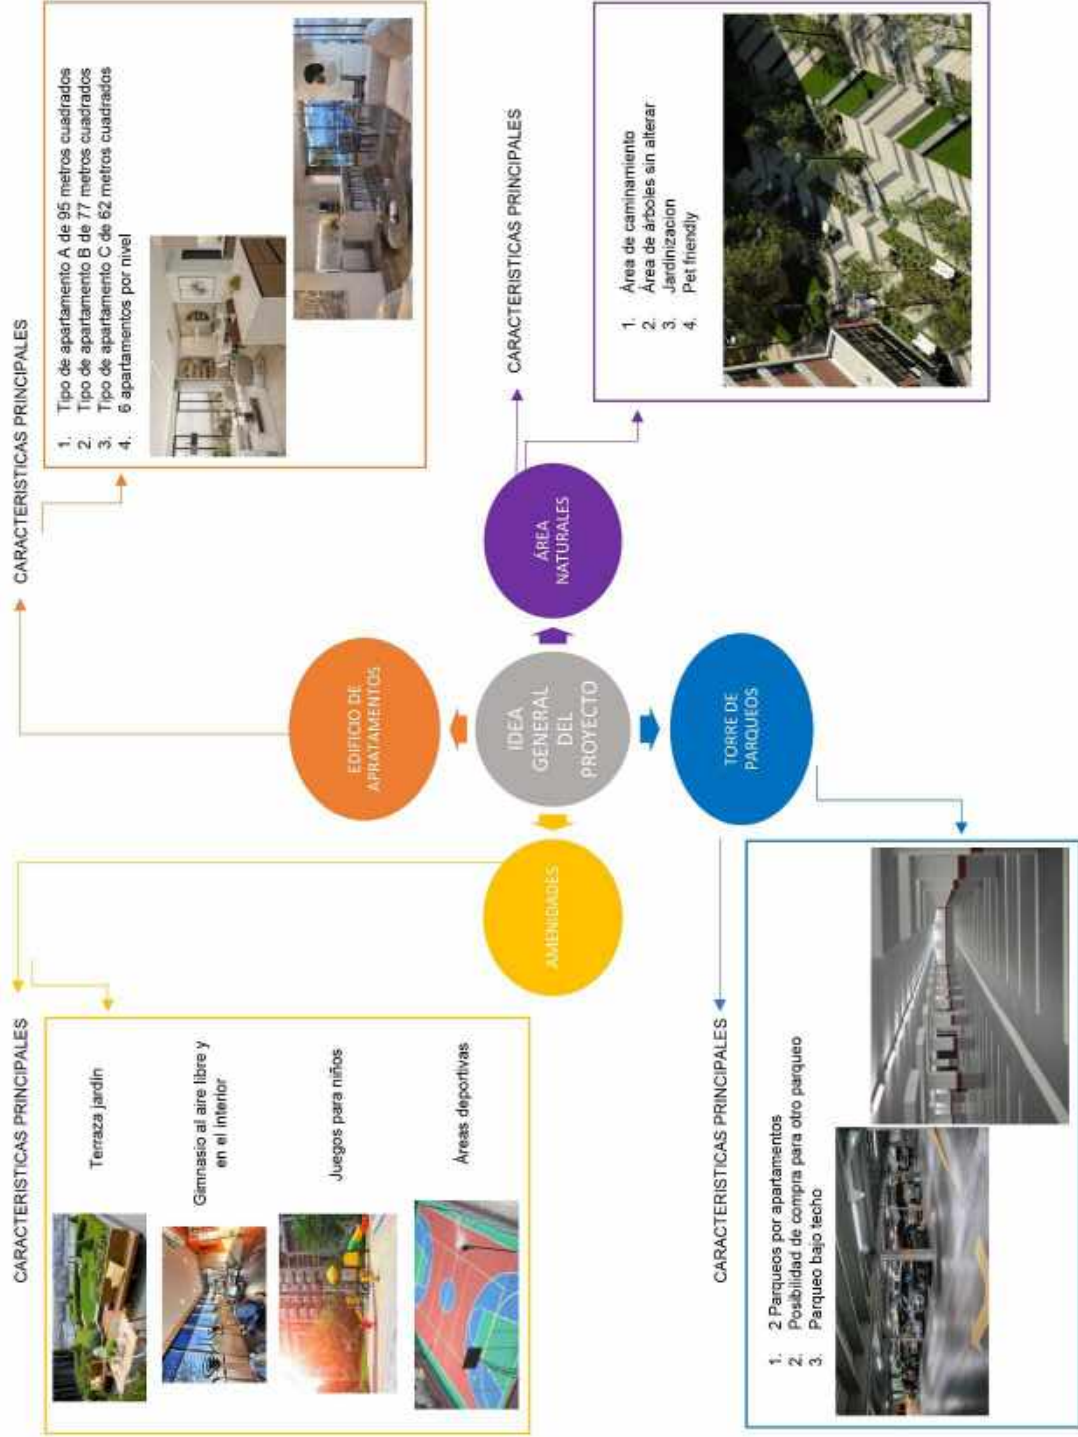 CARACTERISTICAS PRINCIPALES
Terraza jardín
Gimnasio al aire libre y
en el interior
Juegos para niños
Áreas deportivas
CARACTERISTICAS PRINCIPALES
1. Tipo de apartamento A de 95 metros cuadrados
2. Tipo de apartamento B de 77 metros cuadrados
3. Tipo de apartamento C de 62 metros cuadrados
4. 6 apartamentos por nivel
EDIFICIO DE
APRATAMENTOS
AMENIDADES
IDEA
GENERAL
DEL
PROYECTO
ÁREA
NATURALES
TORRE DE
PARQUEOS
CARACTERISTICAS PRINCIPALES
1. Área de caminamiento
2. Área de árboles sin alterar
3. Jardinizacion
4. Pet friendly
CARACTERISTICAS PRINCIPALES
1. 2 Parqueos por apartamentos
2. Posibilidad de compra para otro parqueo
3. Parqueo bajo techo